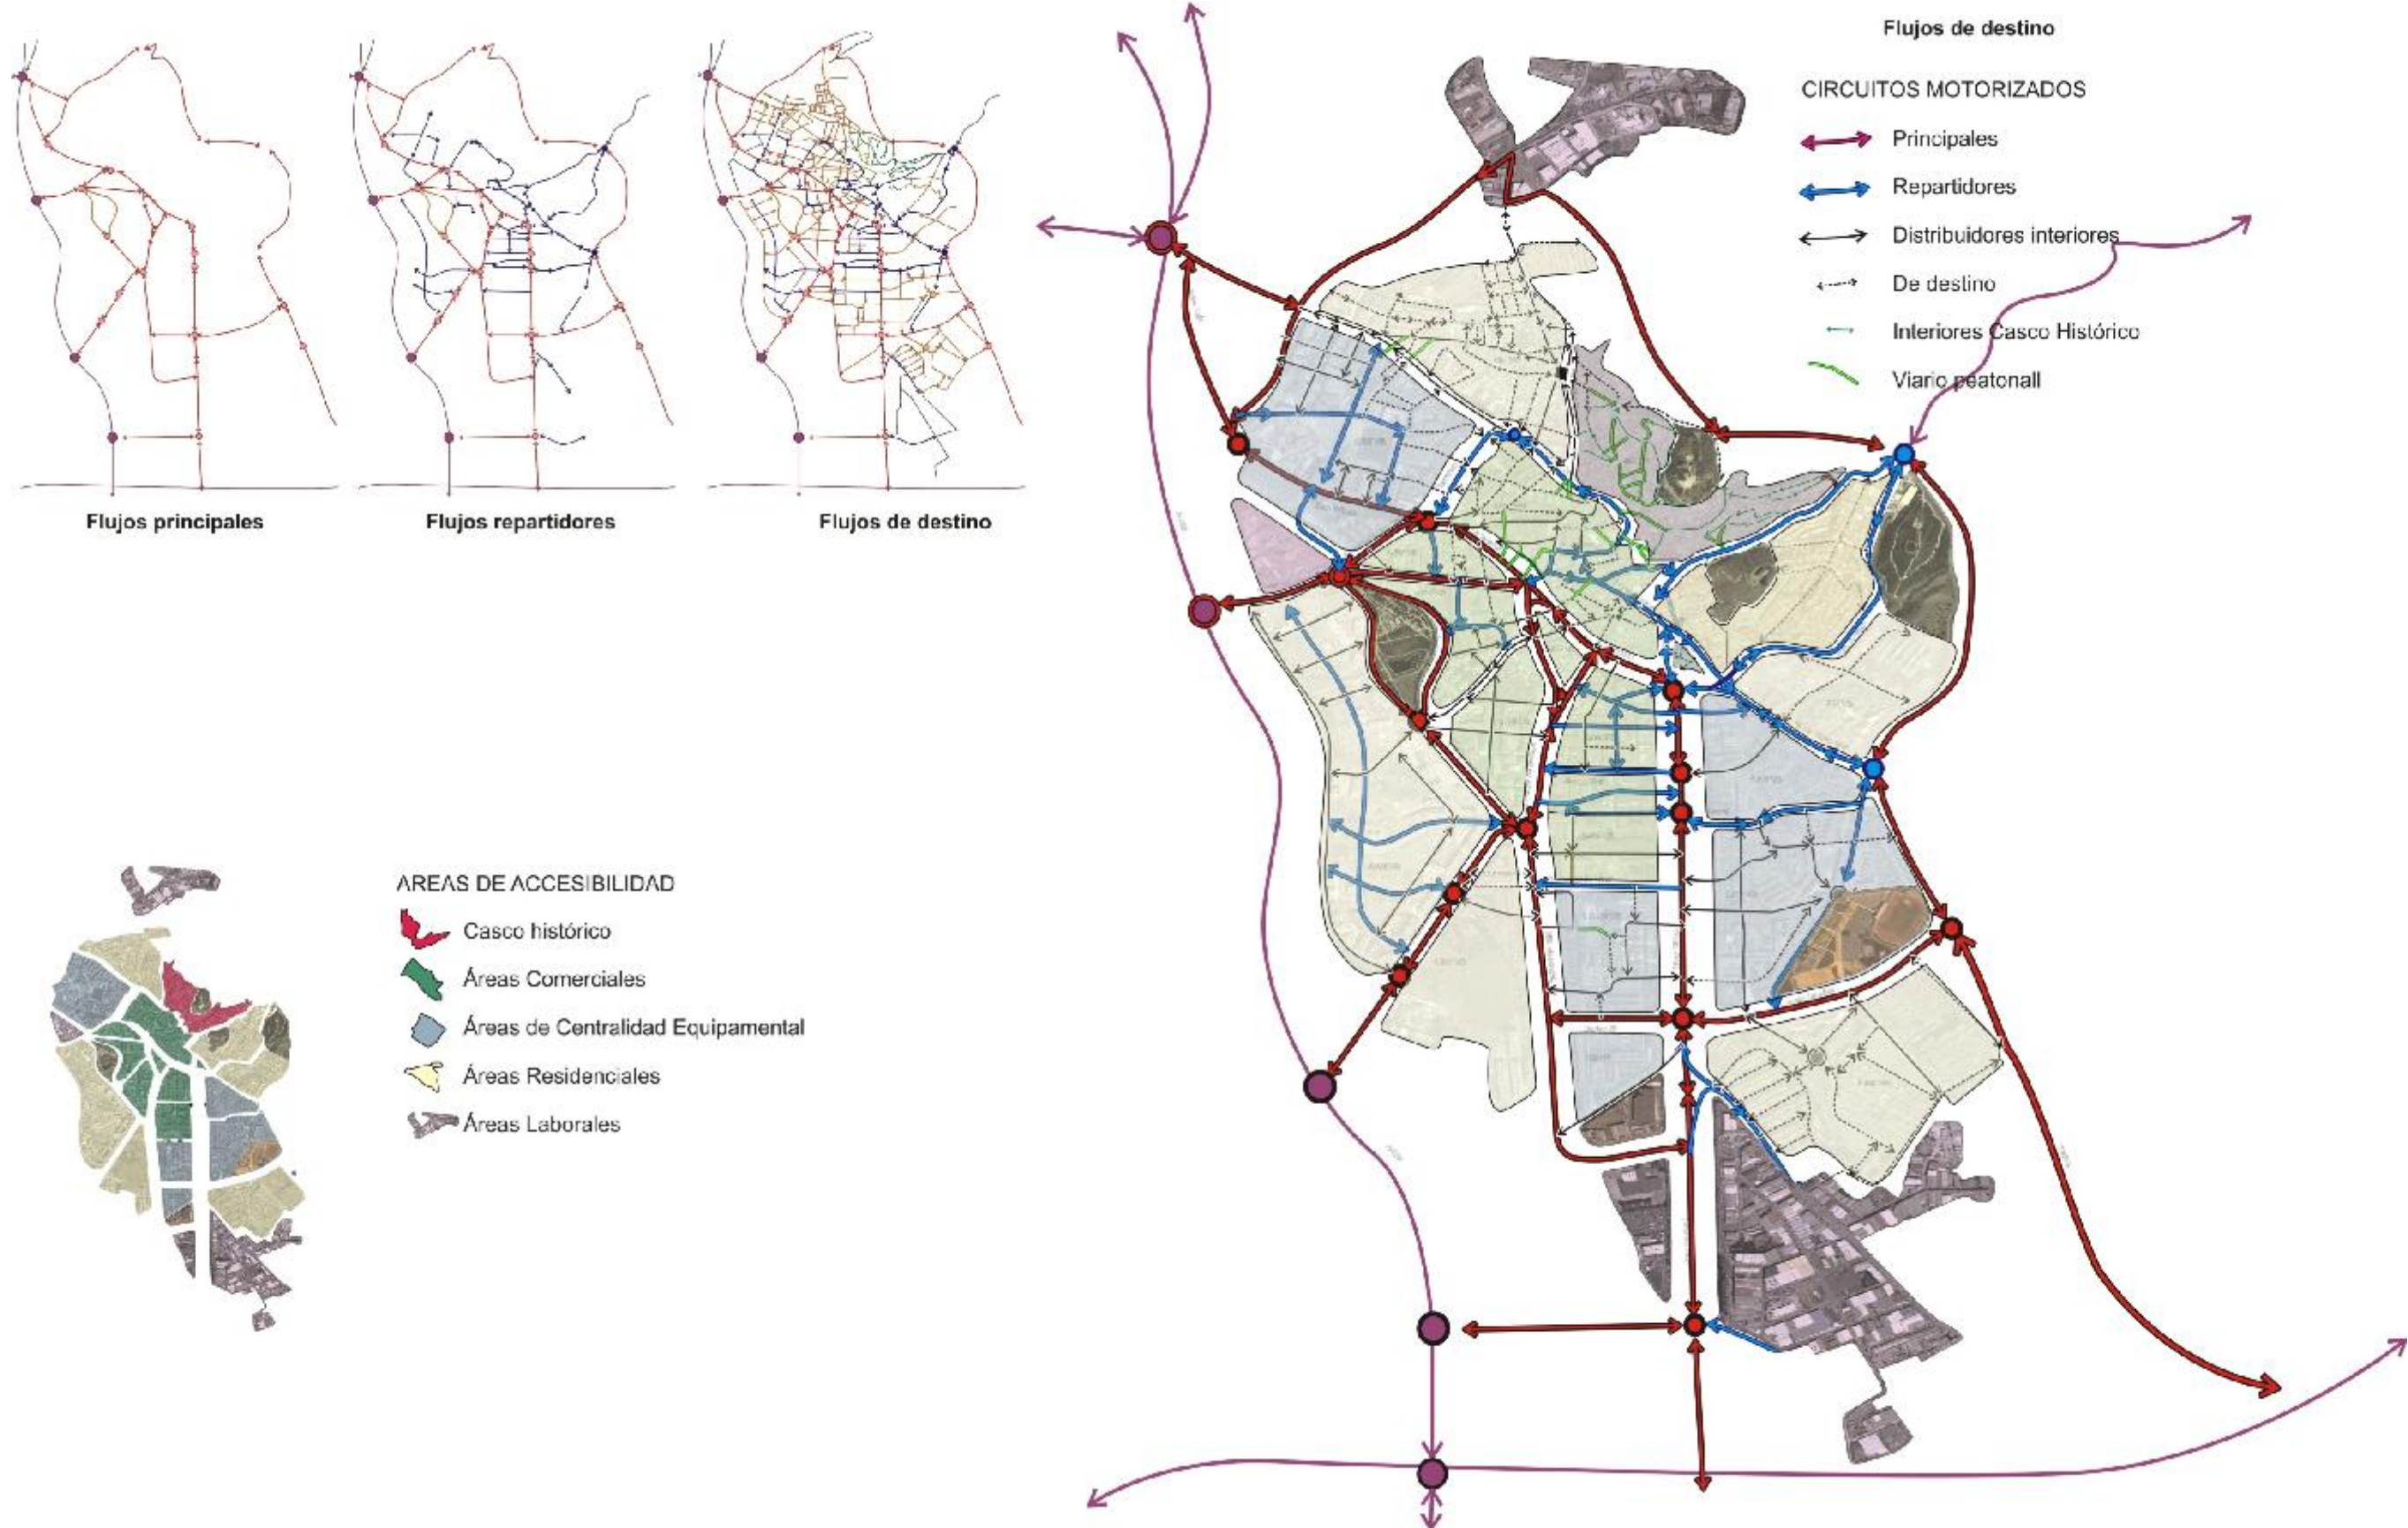 Flujos de destino
CIRCUITOS MOTORIZADOS
Principales
Repartidores
Distribuidores interiores
De destino
Interiores Casco Histórico
Viario peatonall
Flujos principales
Flujos repartidores
Flujos de destino
AREAS DE ACCESIBILIDAD
Casco histórico
Áreas Comerciales
Áreas de Centralidad Equipamental
Áreas Residenciales
Áreas Laborales